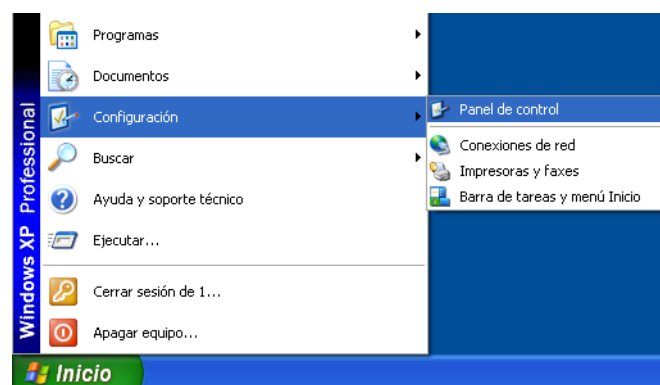 Programas
Documentos
Configuración
Buscar
Ayuda y soporte técnico
Ejecutar...
Cerrar sesión de 1...
Apagar equipo...
Panel de control
Conexiones de red
Impresoras y faxes
Barra de tareas y menú Inicio
Windows XP Professional
Inicio